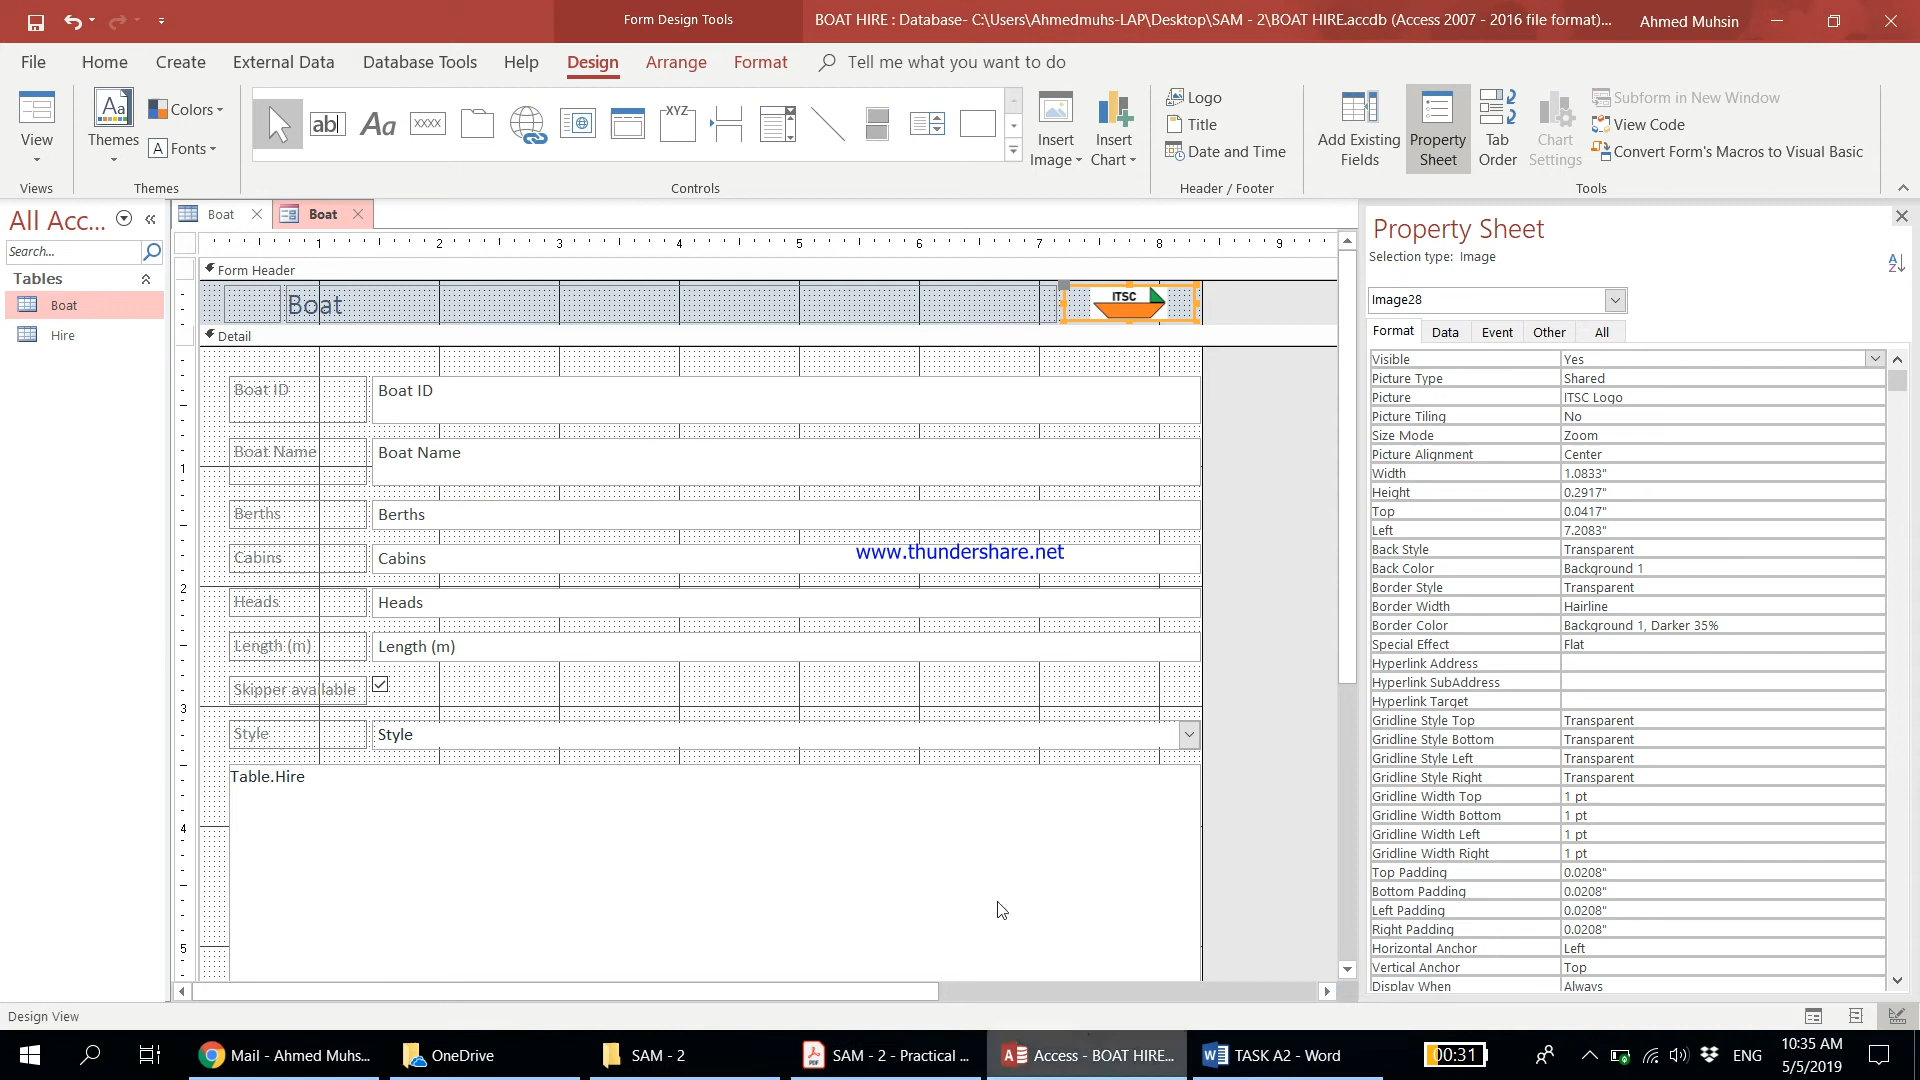 Form Design Tools
BOAT HIRE : Database- C:\Users\Ahmedmuhs-LAP\Desktop\SAM - 2\BOAT HIRE.accdb (Access 2007 - 2016 file format)...
Ahmed Muhsin
File Home Create External Data Database Tools Help Design Arrange Format Tell me what you want to do
View
Themes
Colors
Fonts
Insert Image
Insert Chart
Logo
Title
Date and Time
Add Existing Fields
Property Sheet
Tab Order
Chart Settings
Subform in New Window
View Code
Convert Form's Macros to Visual Basic
Views
Themes
Controls
Header / Footer
Tools
All Acc...
Search...
Tables
Boat
Hire
Boat
Boat
1 2 3 4 5 6 7 8 9
Form Header
Boat
ITSC
Detail
Boat ID Boat ID
Boat Name Boat Name
1
Berths Berths
www.thundershare.net
Cabins Cabins
2
Heads Heads
Length (m) Length (m)
Skipper available
3
Style Style
Table.Hire
4
5
Property Sheet
Selection type: Image
Image28
Format Data Event Other All
Visible Yes
Picture Type Shared
Picture ITSC Logo
Picture Tiling No
Size Mode Zoom
Picture Alignment Center
Width 1.0833"
Height 0.2917"
Top 0.0417"
Left 7.2083"
Back Style Transparent
Back Color Background 1
Border Style Transparent
Border Width Hairline
Border Color Background 1, Darker 35%
Special Effect Flat
Hyperlink Address
Hyperlink SubAddress
Hyperlink Target
Gridline Style Top Transparent
Gridline Style Bottom Transparent
Gridline Style Left Transparent
Gridline Style Right Transparent
Gridline Width Top 1 pt
Gridline Width Bottom 1 pt
Gridline Width Left 1 pt
Gridline Width Right 1 pt
Top Padding 0.0208"
Bottom Padding 0.0208"
Left Padding 0.0208"
Right Padding 0.0208"
Horizontal Anchor Left
Vertical Anchor Top
Display When Always
Design View
Mail - Ahmed Muhs...
OneDrive
SAM - 2
SAM - 2 - Practical ...
Access - BOAT HIRE...
TASK A2 - Word
00:31
ENG
10:35 AM
5/5/2019